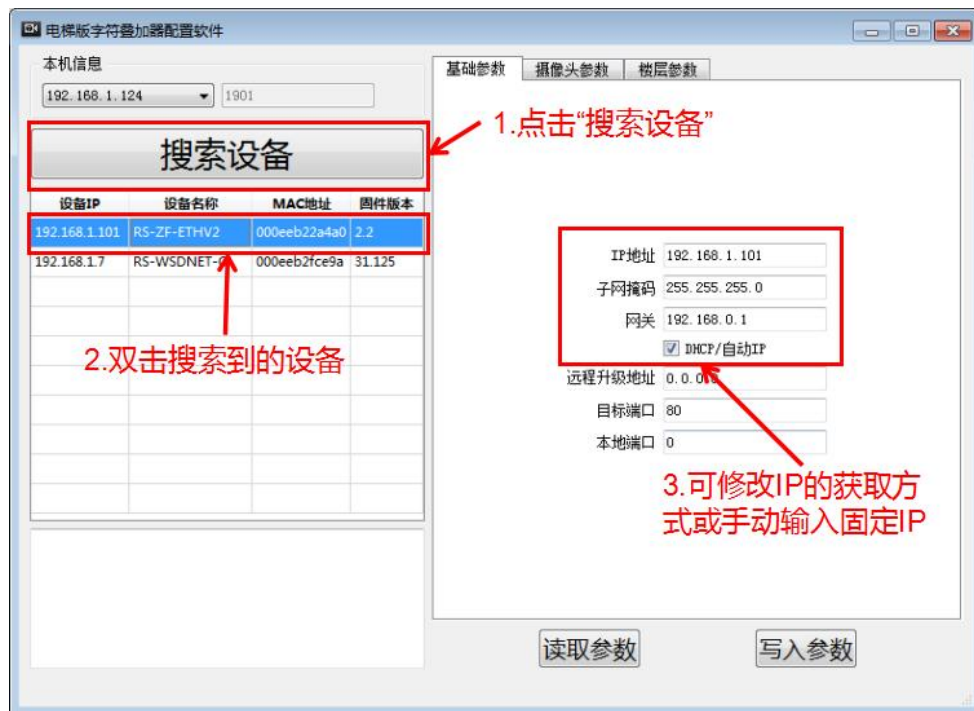 电梯版字符叠加器配置软件
本机信息
192.168.1.124
1901
搜索设备
设备IP 设备名称 MAC地址 固件版本
192.168.1.101 RS-ZF-ETHV2 000eeb22a4a0 2.2
192.168.1.7 RS-WSDNET- 000eeb2fce9a 31.125
1.点击“搜索设备”
2.双击搜索到的设备
基础参数 摄像头参数 楼层参数
IP地址 192.168.1.101
子网掩码 255.255.255.0
网关 192.168.0.1
DHCP/自动IP
远程升级地址 0.0.0.0
目标端口 80
本地端口 0
3.可修改IP的获取方
式或手动输入固定IP
读取参数 写入参数